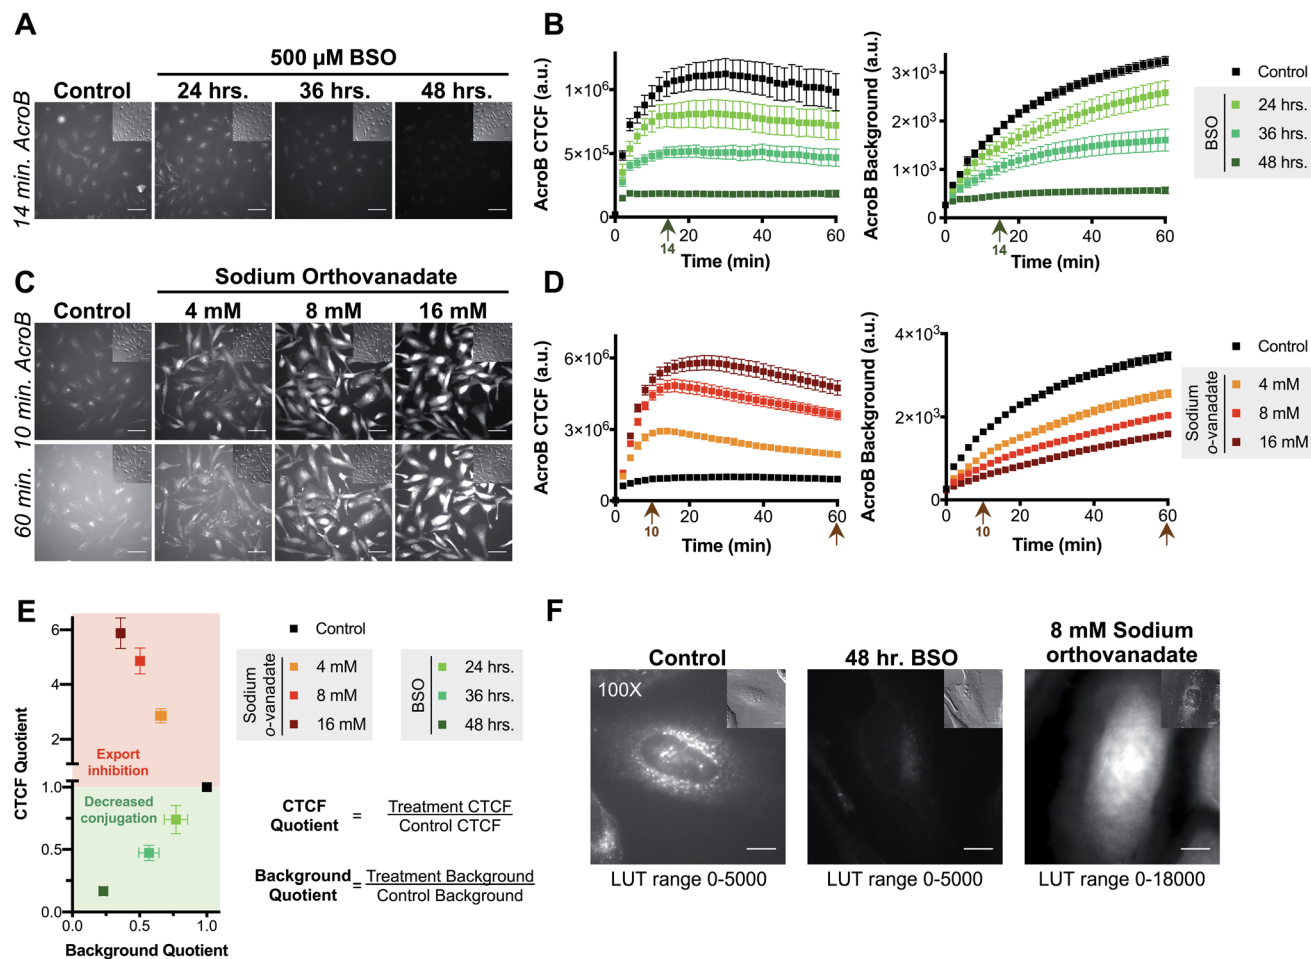 A
500 µM BSO
Control 24 hrs. 36 hrs. 48 hrs.
14 min. AcroB
B
AcroB CTCF (a.u.)
1×10⁶
5×10⁵
0
0 20 40 60
14
Time (min)
AcroB Background (a.u.)
3×10³
2×10³
1×10³
0
0 20 40 60
14
Time (min)
Control
BSO
24 hrs.
36 hrs.
48 hrs.
C
Sodium Orthovanadate
Control 4 mM 8 mM 16 mM
10 min. AcroB
60 min.
D
AcroB CTCF (a.u.)
6×10⁶
3×10⁶
0
0 20 40 60
10
Time (min)
AcroB Background (a.u.)
4×10³
2×10³
0
0 20 40 60
10
Time (min)
Control
Sodium
o-vanadate
4 mM
8 mM
16 mM
E
CTCF Quotient
6
4
2
1.0
0.5
0.0
0.0 0.5 1.0
Background Quotient
Export
inhibition
Decreased
conjugation
Control
Sodium
o-vanadate
4 mM
8 mM
16 mM
BSO
24 hrs.
36 hrs.
48 hrs.
CTCF
Quotient
=
Treatment CTCF
Control CTCF
Background
Quotient
=
Treatment Background
Control Background
F
Control
100X
LUT range 0-5000
48 hr. BSO
LUT range 0-5000
8 mM Sodium
orthovanadate
LUT range 0-18000